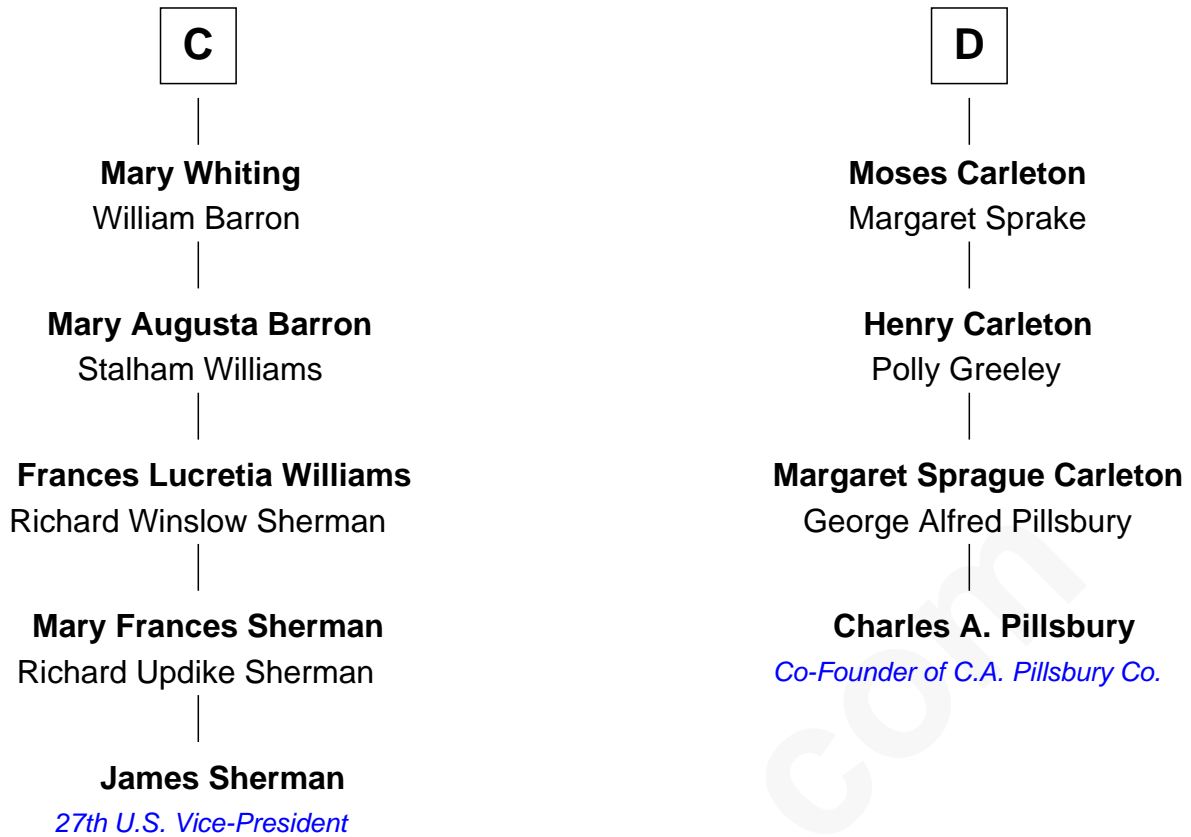 C
Mary Whiting
William Barron
Mary Augusta Barron
Stalham Williams
Frances Lucretia Williams
Richard Winslow Sherman
Mary Frances Sherman
Richard Updike Sherman
James Sherman
27th U.S. Vice-President
D
Moses Carleton
Margaret Sprake
Henry Carleton
Polly Greeley
Margaret Sprague Carleton
George Alfred Pillsbury
Charles A. Pillsbury
Co-Founder of C.A. Pillsbury Co.
com